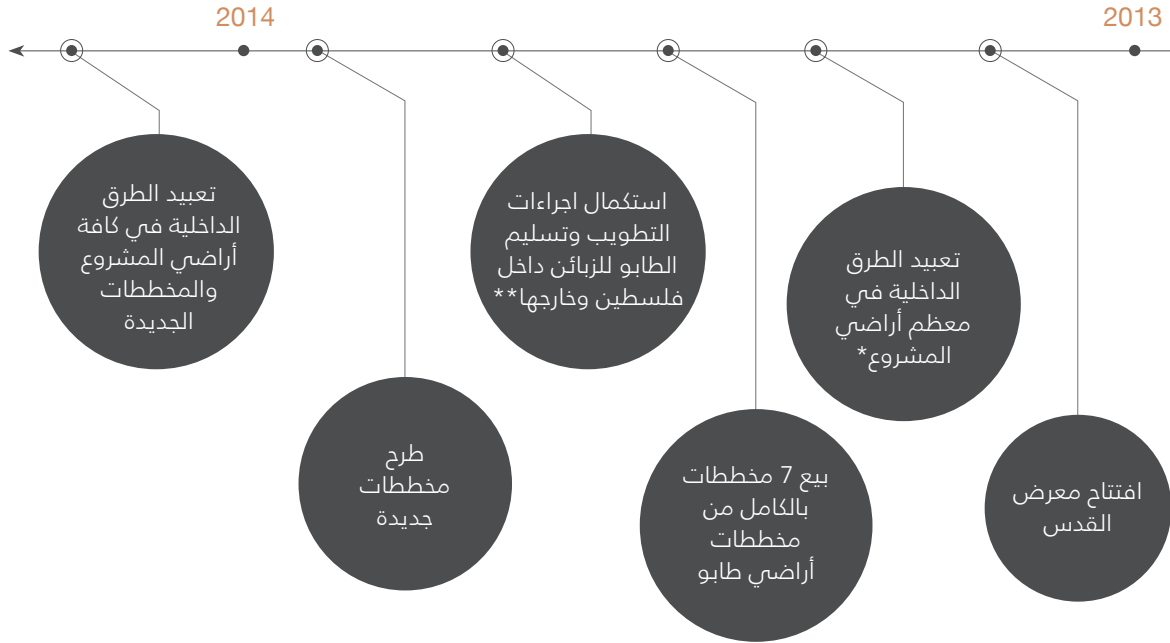 2013
2014
افتتاح معرض
القدس
تعبيد الطرق
الداخلية في
معظم أراضي
المشروع*
بيع 7 مخططات
بالكامل من
مخططات
أراضي طابو
استكمال اجراءات
التطويب وتسليم
الطابو للزبائن داخل
فلسطين وخارجها**
طرح
مخططات
جديدة
تعبيد الطرق
الداخلية في كافة
أراضي المشروع
والمخططات
الجديدة